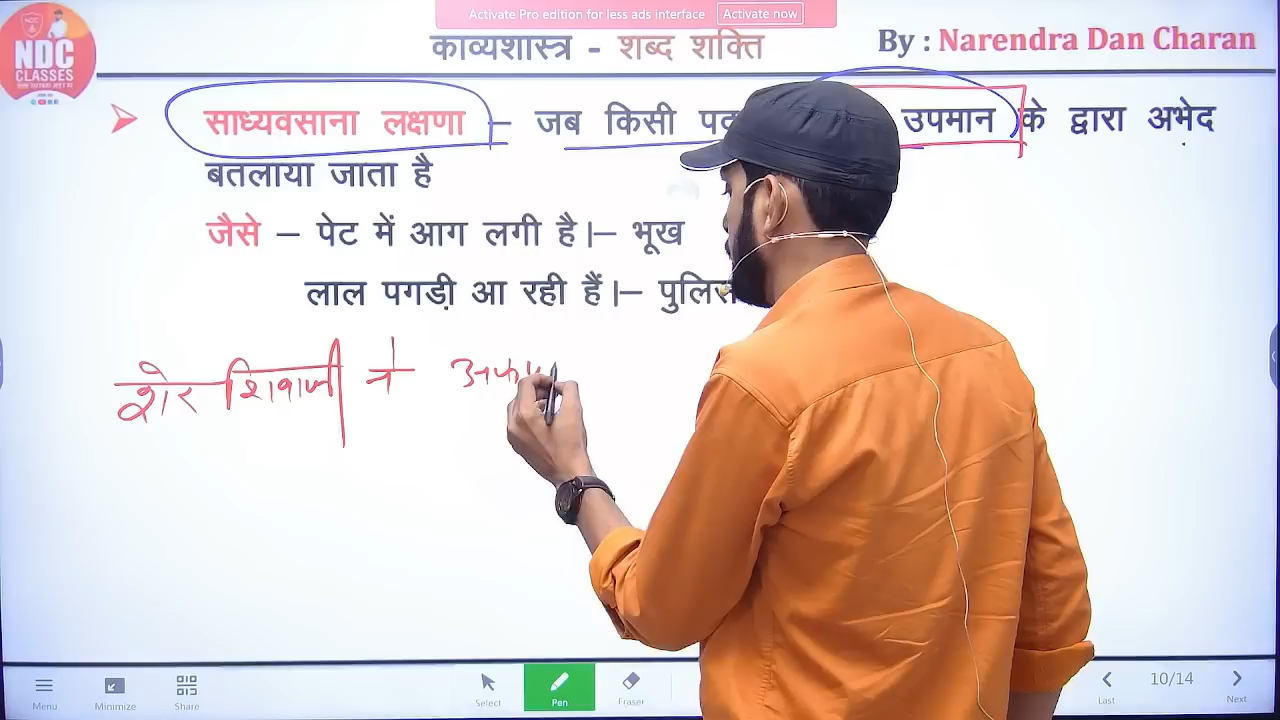 Activate Pro edition for less ads interface Activate now
काव्यशास्त्र - शब्द शक्ति
By : Narendra Dan Charan
NDC
CLASSES
साध्यवसाना लक्षणा – जब किसी उपमान के द्वारा अभेद
बतलाया जाता है
जैसे – पेट में आग लगी है।– भूख
लाल पगड़ी आ रही हैं।–
शेर शिवाजी ने
Menu Minimize Share Select Pen Eraser Last 10/14 Next